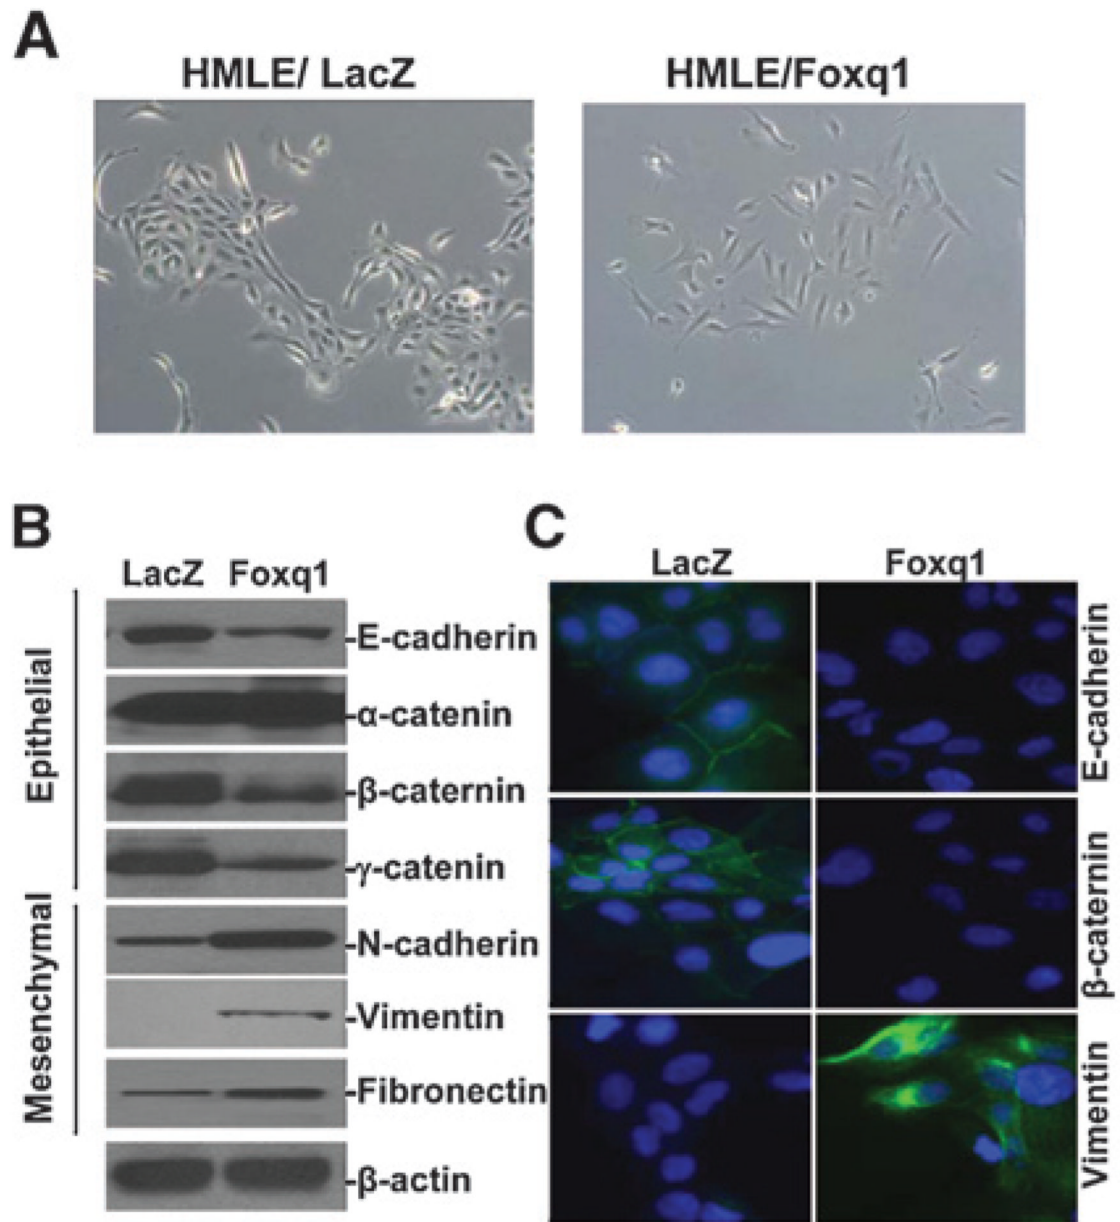 A
HMLE/ LacZ
HMLE/Foxq1
B
LacZ Foxq1
Epithelial
-E-cadherin
-α-catenin
-β-caternin
-γ-catenin
Mesenchymal
-N-cadherin
-Vimentin
-Fibronectin
-β-actin
C
LacZ
Foxq1
E-cadherin
β-caternin
Vimentin